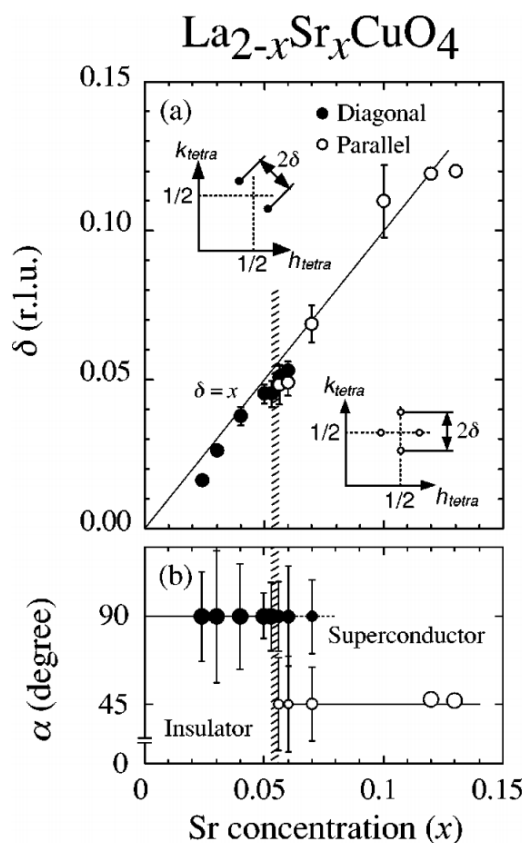 La2-xSrxCuO4
0.15
(a)
● Diagonal
○ Parallel
ktetra
2δ
1/2
1/2
htetra
0.10
δ (r.l.u.)
0.05
δ = x
ktetra
1/2
2δ
1/2
htetra
0.00
(b)
90
Superconductor
α (degree)
45
Insulator
0
0
0.05
0.10
0.15
Sr concentration (x)